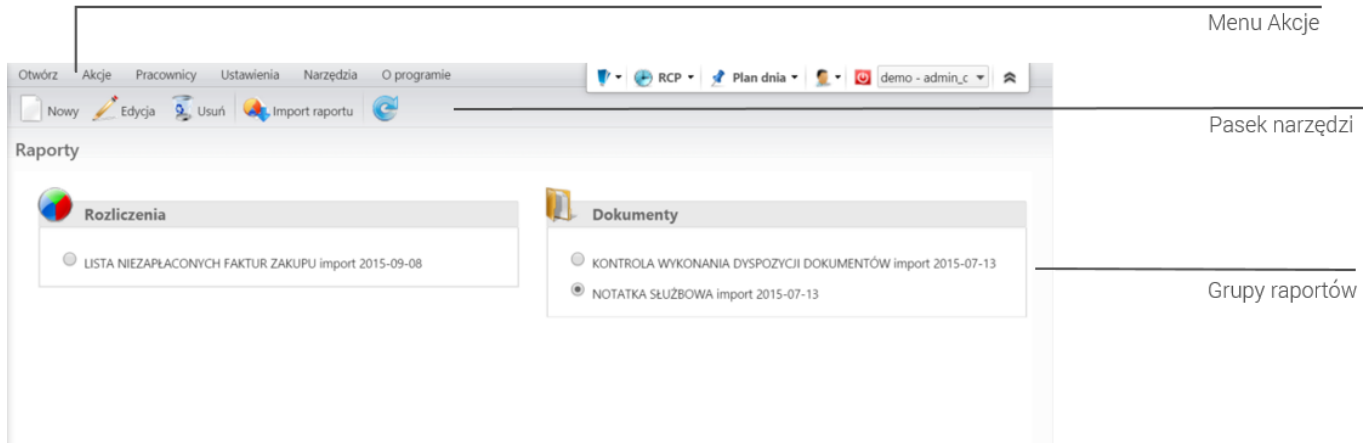 Menu Akcje
Otwórz Akcje Pracownicy Ustawienia Narzędzia O programie
RCP Plan dnia demo - admin_c
Nowy Edycja Usuń Import raportu
Pasek narzędzi
Raporty
Rozliczenia
LISTA NIEZAPŁACONYCH FAKTUR ZAKUPU import 2015-09-08
Dokumenty
KONTROLA WYKONANIA DYSPOZYCJI DOKUMENTÓW import 2015-07-13
NOTATKA SŁUŻBOWA import 2015-07-13
Grupy raportów